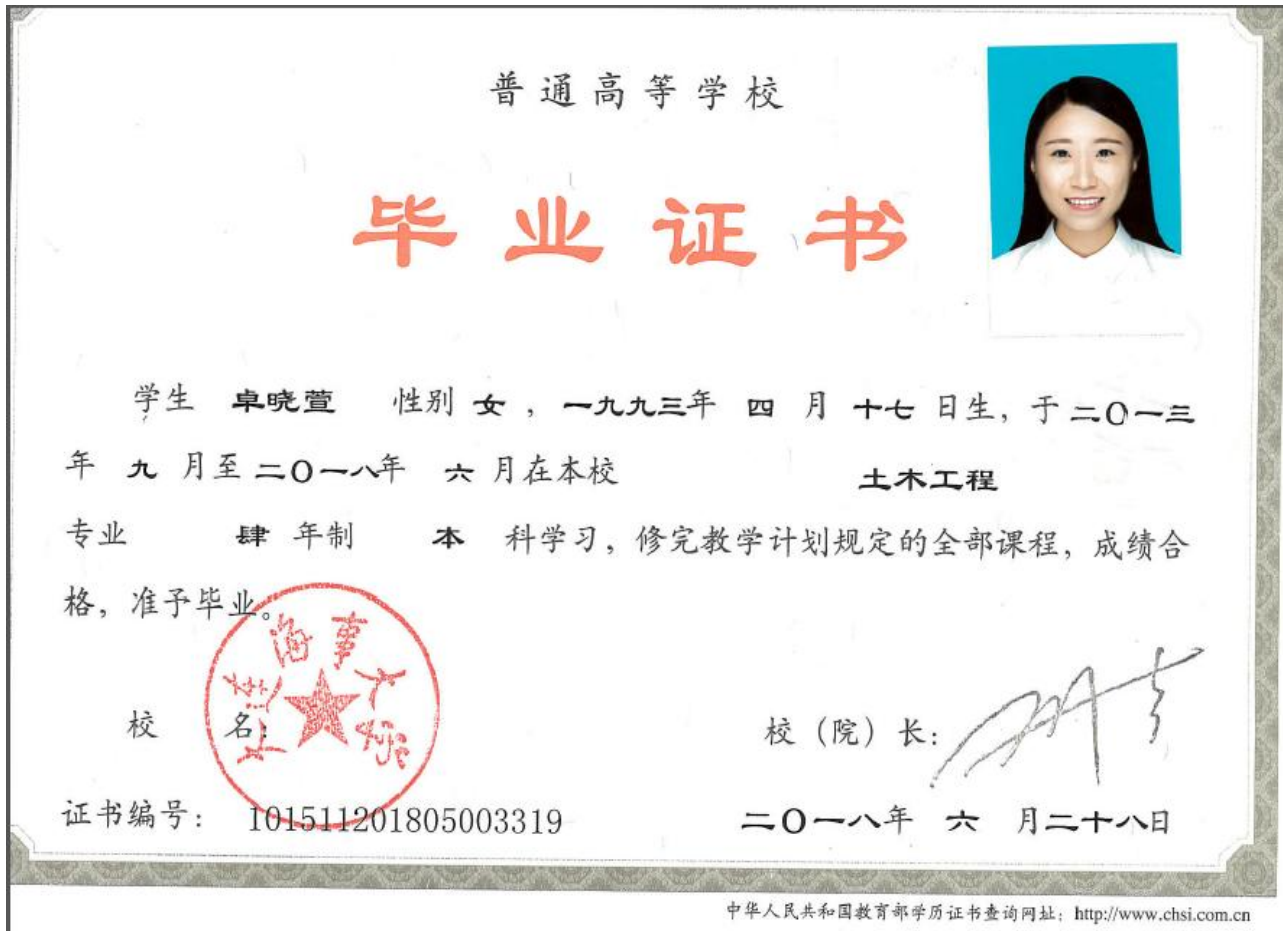 普通高等学校
毕业证书
学生 卓晓萱 性别 女 ，一九九三年 四 月 十七 日生，于 二〇一三
年 九 月至 二〇一八年 六 月在本校 土木工程
专业 肆 年制 本 科学习，修完教学计划规定的全部课程，成绩合
格，准予毕业。
大连海事大学
校 名：
校（院）长：
证书编号： 101511201805003319
二〇一八年 六 月二十八日
中华人民共和国教育部学历证书查询网址：http://www.chsi.com.cn